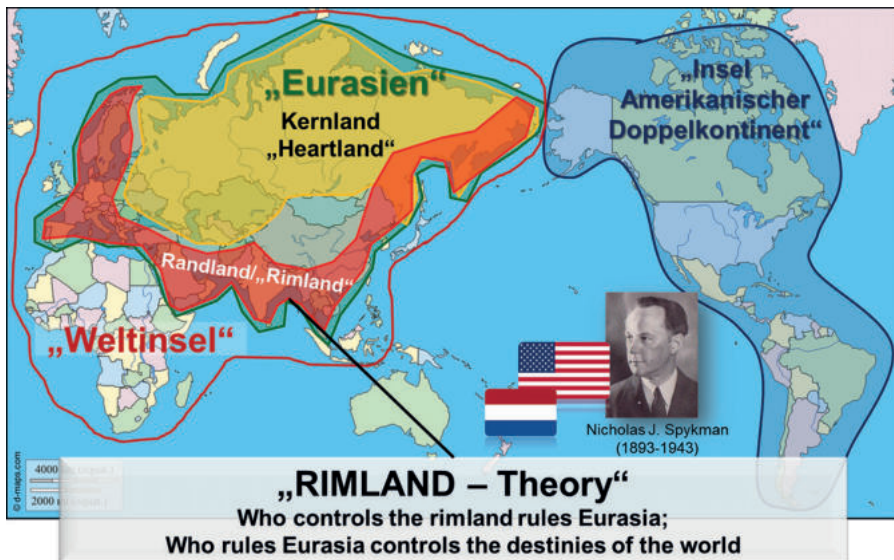 „Eurasien“
Kernland
„Heartland“
„Insel
Amerikanischer
Doppelkontinent“
Randland/„Rimland“
„Weltinsel“
Nicholas J. Spykman
(1893-1943)
© d-maps.com
4000
2000
„RIMLAND – Theory“
Who controls the rimland rules Eurasia;
Who rules Eurasia controls the destinies of the world